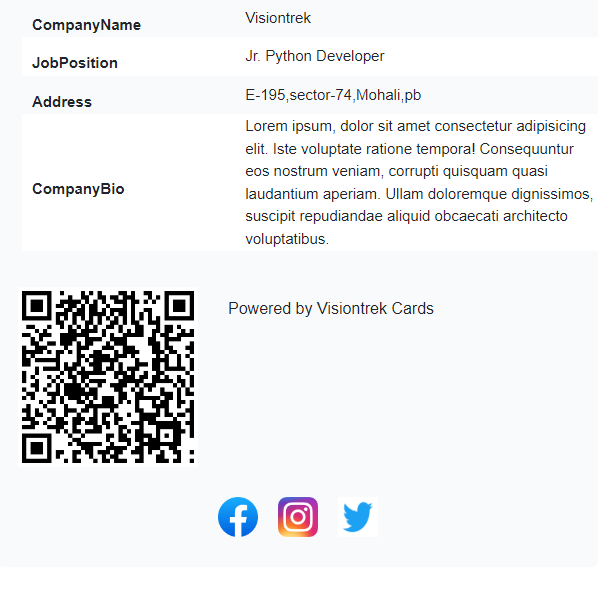 CompanyName Visiontrek
JobPosition Jr. Python Developer
Address E-195,sector-74,Mohali,pb
Lorem ipsum, dolor sit amet consectetur adipisicing
elit. Iste voluptate ratione tempora! Consequuntur
eos nostrum veniam, corrupti quisquam quasi
CompanyBio laudantium aperiam. Ullam doloremque dignissimos,
suscipit repudiandae aliquid obcaecati architecto
voluptatibus.
Powered by Visiontrek Cards